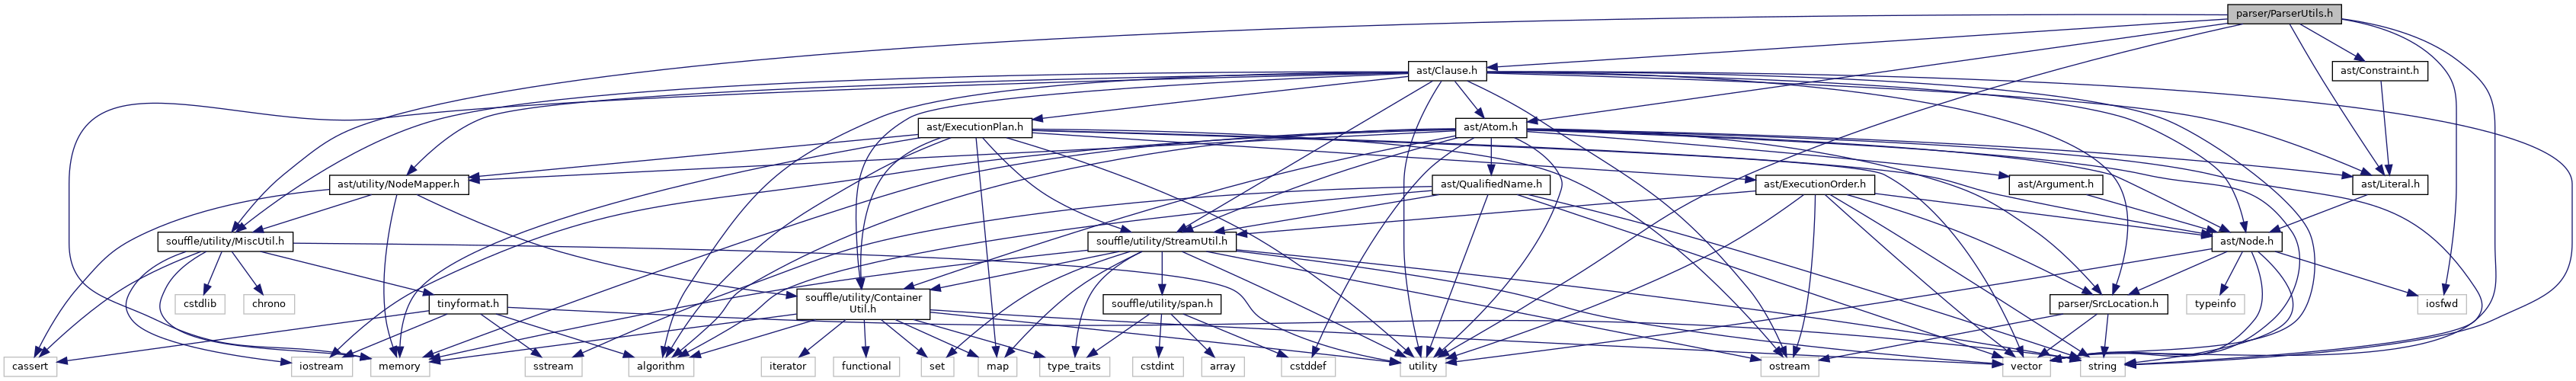 parser/ParserUtils.h
ast/Clause.h
ast/Constraint.h
ast/ExecutionPlan.h
ast/Atom.h
ast/utility/NodeMapper.h
ast/QualifiedName.h
ast/ExecutionOrder.h
ast/Argument.h
ast/Literal.h
souffle/utility/MiscUtil.h
souffle/utility/StreamUtil.h
ast/Node.h
cstdlib
chrono
tinyformat.h
souffle/utility/Container
Util.h
souffle/utility/span.h
parser/SrcLocation.h
typeinfo
iosfwd
cassert
iostream
memory
sstream
algorithm
iterator
functional
set
map
type_traits
cstdint
array
cstddef
utility
ostream
vector
string